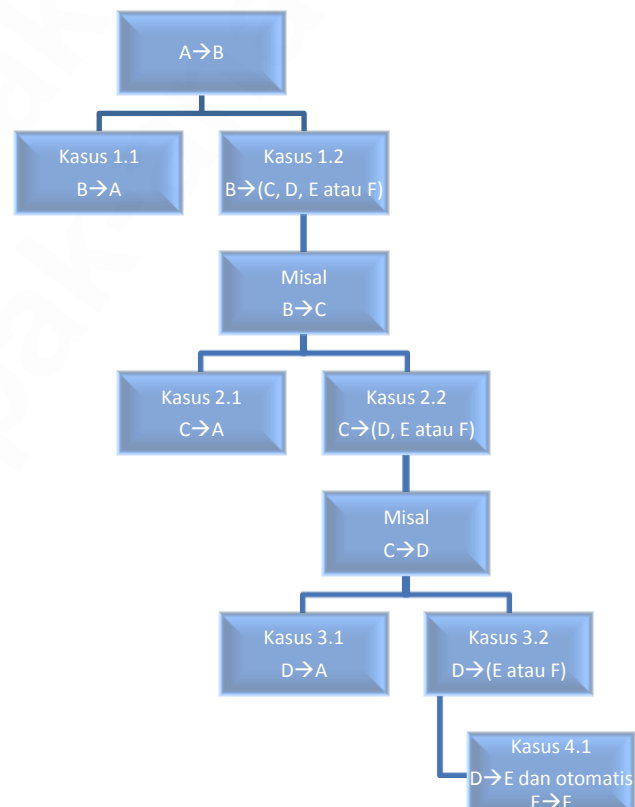 A→B
Kasus 1.1
B→A
Kasus 1.2
B→(C, D, E atau F)
Misal
B→C
Kasus 2.1
C→A
Kasus 2.2
C→(D, E atau F)
Misal
C→D
Kasus 3.1
D→A
Kasus 3.2
D→(E atau F)
Kasus 4.1
D→E dan otomatis